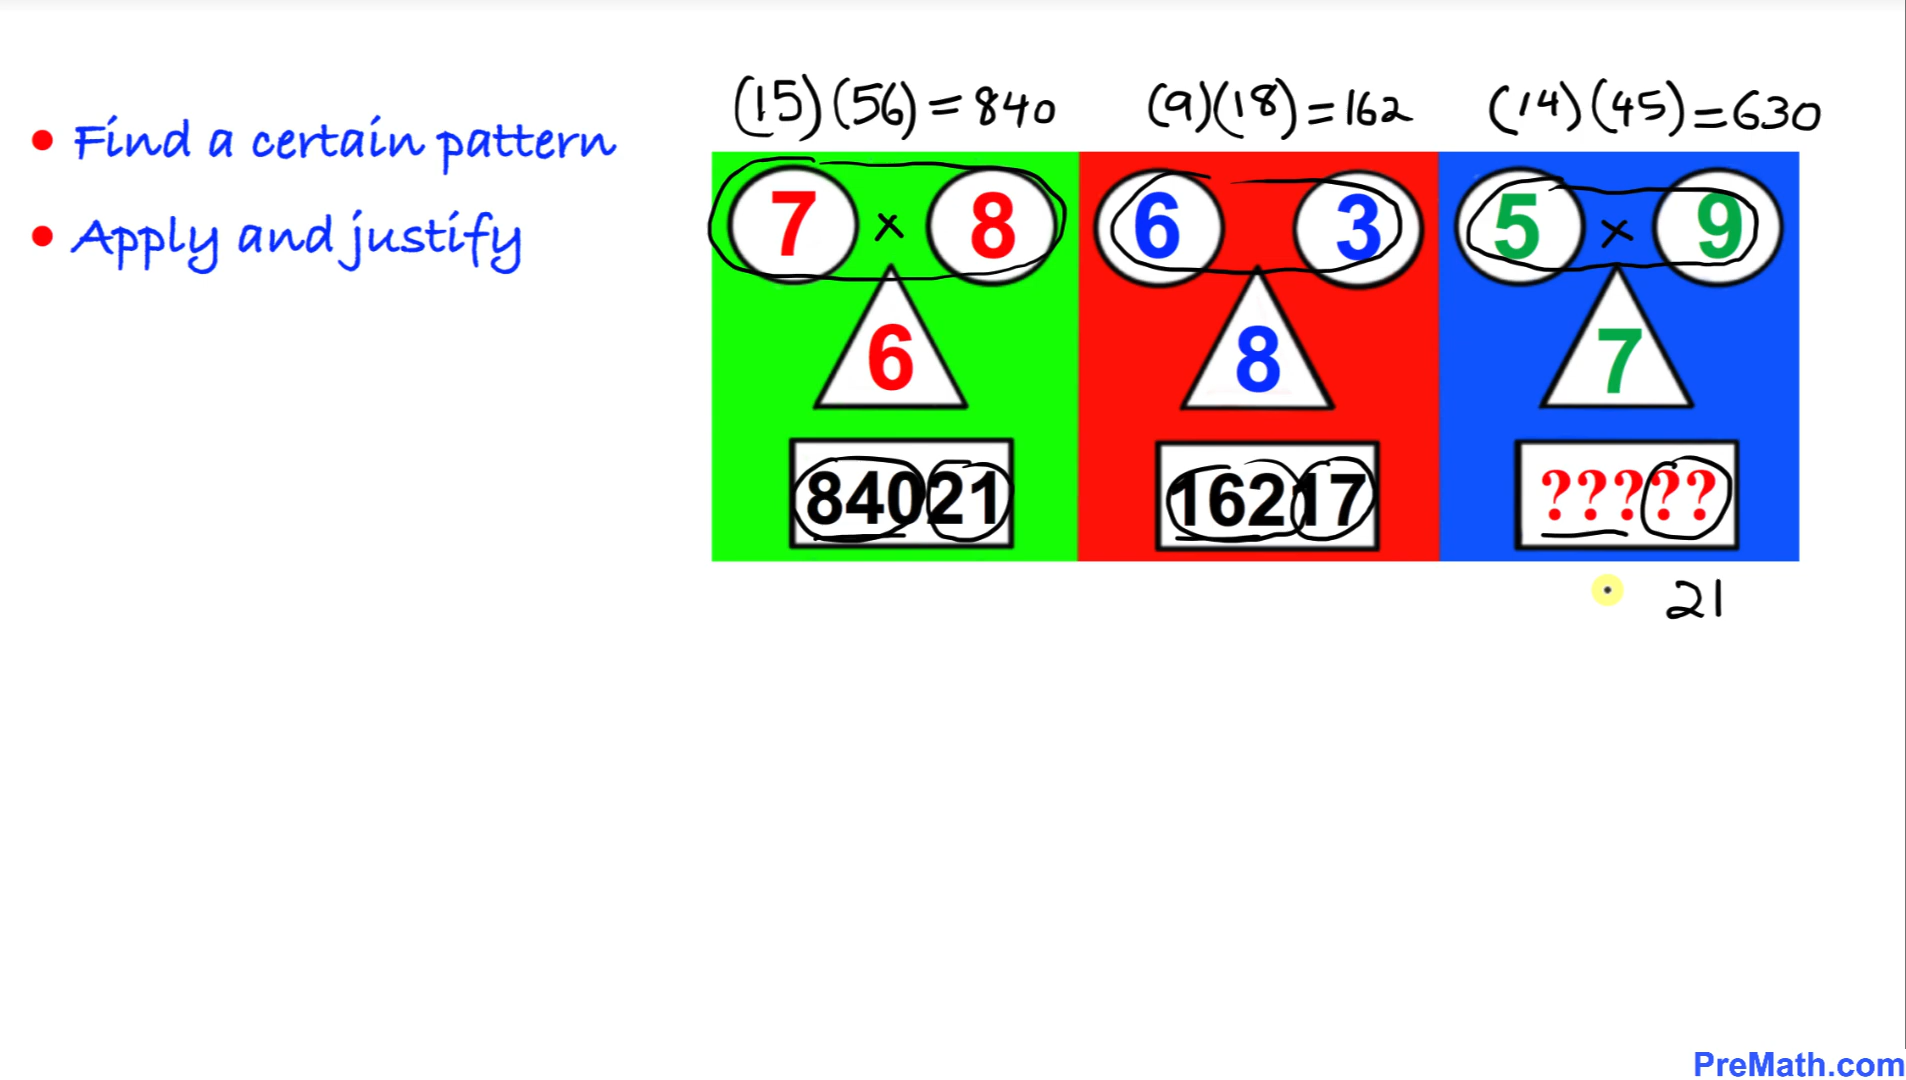 (15)(56)=840 (9)(18)=162 (14)(45)=630
• Find a certain pattern
• Apply and justify
7 × 8 6 3 5 × 9
6 8 7
84021 16217 ?????
21
PreMath.com